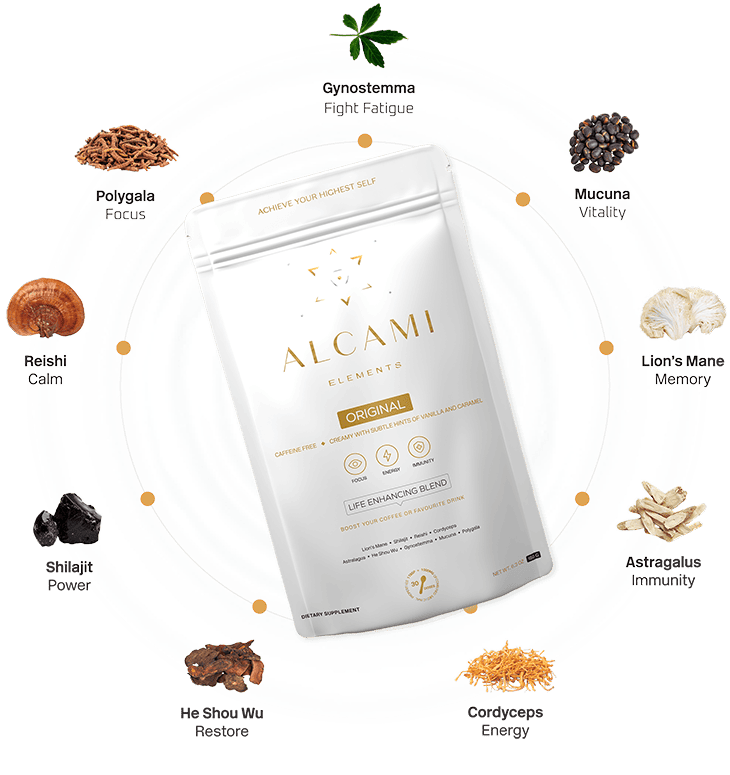 Gynostemma
Fight Fatigue
Polygala
Focus
Mucuna
Vitality
ACHIEVE YOUR HIGHEST SELF
Reishi
Calm
Lion's Mane
Memory
ALCAMI
ELEMENTS
ORIGINAL
CAFFEINE FREE ✦ CREAMY WITH SUBTLE HINTS OF VANILLA AND CARAMEL
FOCUS
ENERGY
IMMUNITY
LIFE ENHANCING BLEND
BOOST YOUR COFFEE OR FAVOURITE DRINK
Lion's Mane • Shilajit • Reishi • Cordyceps
Astralagus • He Shou Wu • Gynostemma • Mucuna • Polygala
Shilajit
Power
Astragalus
Immunity
30
NET WT.
DIETARY SUPPLEMENT
He Shou Wu
Restore
Cordyceps
Energy